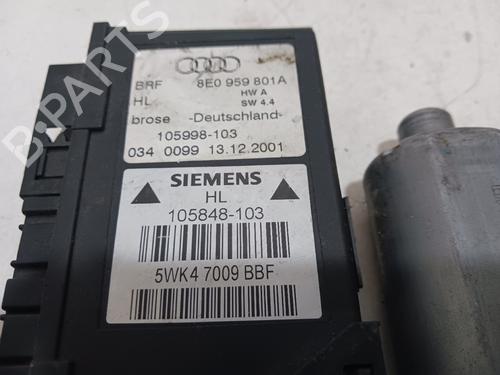 BRF 8E0 959 801A
HL HW A
SW 4.4
brose -Deutschland-
105998-103
034 0099 13.12.2001
SIEMENS
HL
105848-103
5WK4 7009 BBF
B-PARTS